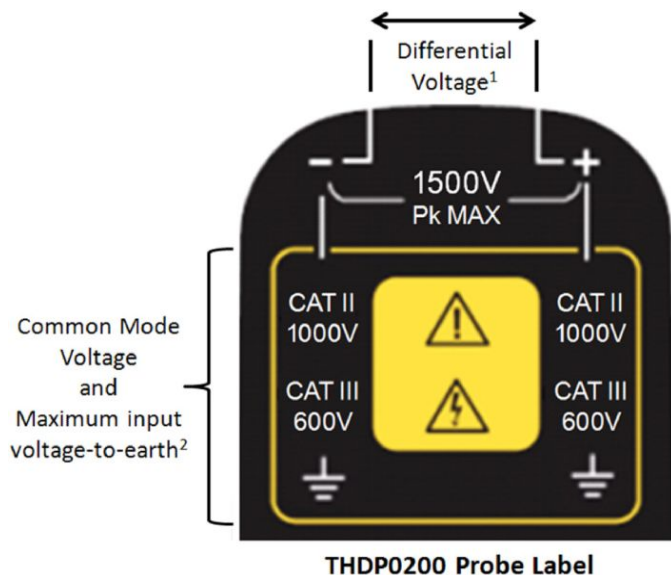 Differential
Voltage¹
- +
1500V
Pk MAX
CAT II
1000V
CAT III
600V
CAT II
1000V
CAT III
600V
Common Mode
Voltage
and
Maximum input
voltage-to-earth²
THDP0200 Probe Label